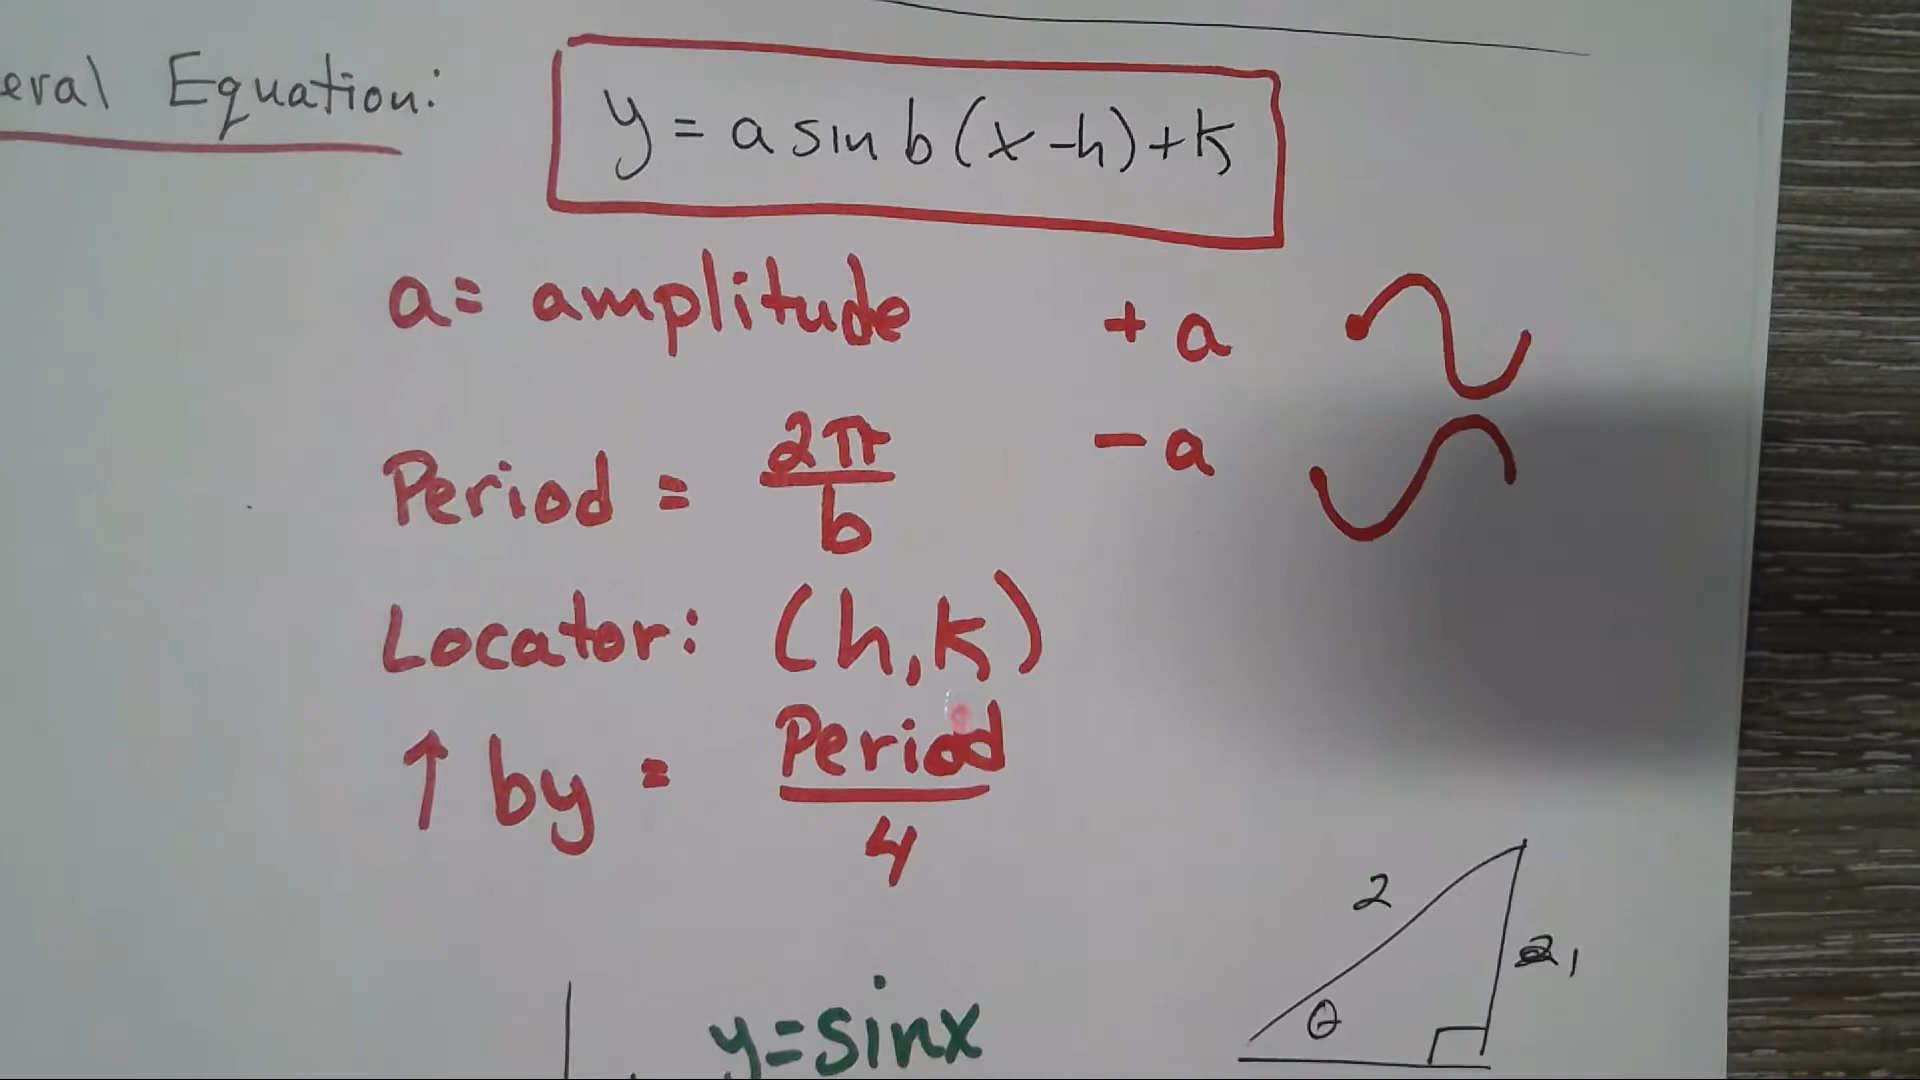 eral Equation:
y = a sin b (x - h) + k
a = amplitude
+ a
- a
Period = 2π/b
Locator: (h, k)
↑ by = Period/4
2
1
θ
y = sinx